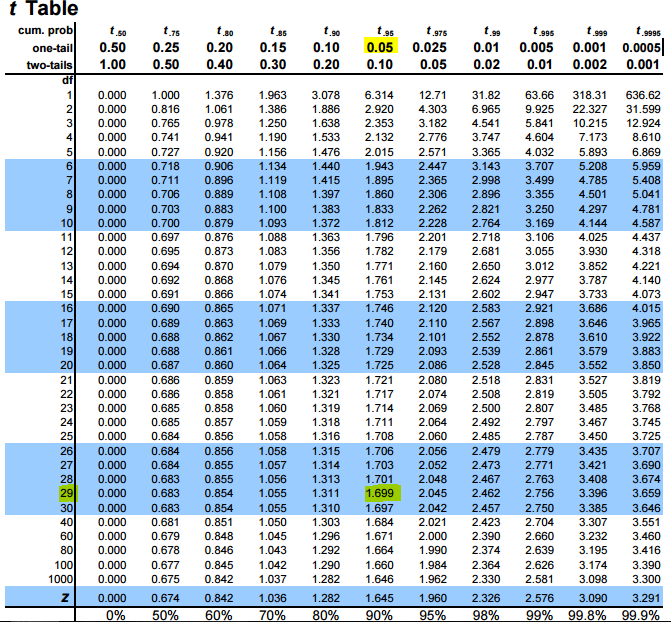 t Table
cum. prob t .50 t .75 t .80 t .85 t .90 t .95 t .975 t .99 t .995 t .999 t .9995
one-tail 0.50 0.25 0.20 0.15 0.10 0.05 0.025 0.01 0.005 0.001 0.0005
two-tails 1.00 0.50 0.40 0.30 0.20 0.10 0.05 0.02 0.01 0.002 0.001
df
1 0.000 1.000 1.376 1.963 3.078 6.314 12.71 31.82 63.66 318.31 636.62
2 0.000 0.816 1.061 1.386 1.886 2.920 4.303 6.965 9.925 22.327 31.599
3 0.000 0.765 0.978 1.250 1.638 2.353 3.182 4.541 5.841 10.215 12.924
4 0.000 0.741 0.941 1.190 1.533 2.132 2.776 3.747 4.604 7.173 8.610
5 0.000 0.727 0.920 1.156 1.476 2.015 2.571 3.365 4.032 5.893 6.869
6 0.000 0.718 0.906 1.134 1.440 1.943 2.447 3.143 3.707 5.208 5.959
7 0.000 0.711 0.896 1.119 1.415 1.895 2.365 2.998 3.499 4.785 5.408
8 0.000 0.706 0.889 1.108 1.397 1.860 2.306 2.896 3.355 4.501 5.041
9 0.000 0.703 0.883 1.100 1.383 1.833 2.262 2.821 3.250 4.297 4.781
10 0.000 0.700 0.879 1.093 1.372 1.812 2.228 2.764 3.169 4.144 4.587
11 0.000 0.697 0.876 1.088 1.363 1.796 2.201 2.718 3.106 4.025 4.437
12 0.000 0.695 0.873 1.083 1.356 1.782 2.179 2.681 3.055 3.930 4.318
13 0.000 0.694 0.870 1.079 1.350 1.771 2.160 2.650 3.012 3.852 4.221
14 0.000 0.692 0.868 1.076 1.345 1.761 2.145 2.624 2.977 3.787 4.140
15 0.000 0.691 0.866 1.074 1.341 1.753 2.131 2.602 2.947 3.733 4.073
16 0.000 0.690 0.865 1.071 1.337 1.746 2.120 2.583 2.921 3.686 4.015
17 0.000 0.689 0.863 1.069 1.333 1.740 2.110 2.567 2.898 3.646 3.965
18 0.000 0.688 0.862 1.067 1.330 1.734 2.101 2.552 2.878 3.610 3.922
19 0.000 0.688 0.861 1.066 1.328 1.729 2.093 2.539 2.861 3.579 3.883
20 0.000 0.687 0.860 1.064 1.325 1.725 2.086 2.528 2.845 3.552 3.850
21 0.000 0.686 0.859 1.063 1.323 1.721 2.080 2.518 2.831 3.527 3.819
22 0.000 0.686 0.858 1.061 1.321 1.717 2.074 2.508 2.819 3.505 3.792
23 0.000 0.685 0.858 1.060 1.319 1.714 2.069 2.500 2.807 3.485 3.768
24 0.000 0.685 0.857 1.059 1.318 1.711 2.064 2.492 2.797 3.467 3.745
25 0.000 0.684 0.856 1.058 1.316 1.708 2.060 2.485 2.787 3.450 3.725
26 0.000 0.684 0.856 1.058 1.315 1.706 2.056 2.479 2.779 3.435 3.707
27 0.000 0.684 0.855 1.057 1.314 1.703 2.052 2.473 2.771 3.421 3.690
28 0.000 0.683 0.855 1.056 1.313 1.701 2.048 2.467 2.763 3.408 3.674
29 0.000 0.683 0.854 1.055 1.311 1.699 2.045 2.462 2.756 3.396 3.659
30 0.000 0.683 0.854 1.055 1.310 1.697 2.042 2.457 2.750 3.385 3.646
40 0.000 0.681 0.851 1.050 1.303 1.684 2.021 2.423 2.704 3.307 3.551
60 0.000 0.679 0.848 1.045 1.296 1.671 2.000 2.390 2.660 3.232 3.460
80 0.000 0.678 0.846 1.043 1.292 1.664 1.990 2.374 2.639 3.195 3.416
100 0.000 0.677 0.845 1.042 1.290 1.660 1.984 2.364 2.626 3.174 3.390
1000 0.000 0.675 0.842 1.037 1.282 1.646 1.962 2.330 2.581 3.098 3.300
z 0.000 0.674 0.842 1.036 1.282 1.645 1.960 2.326 2.576 3.090 3.291
0% 50% 60% 70% 80% 90% 95% 98% 99% 99.8% 99.9%